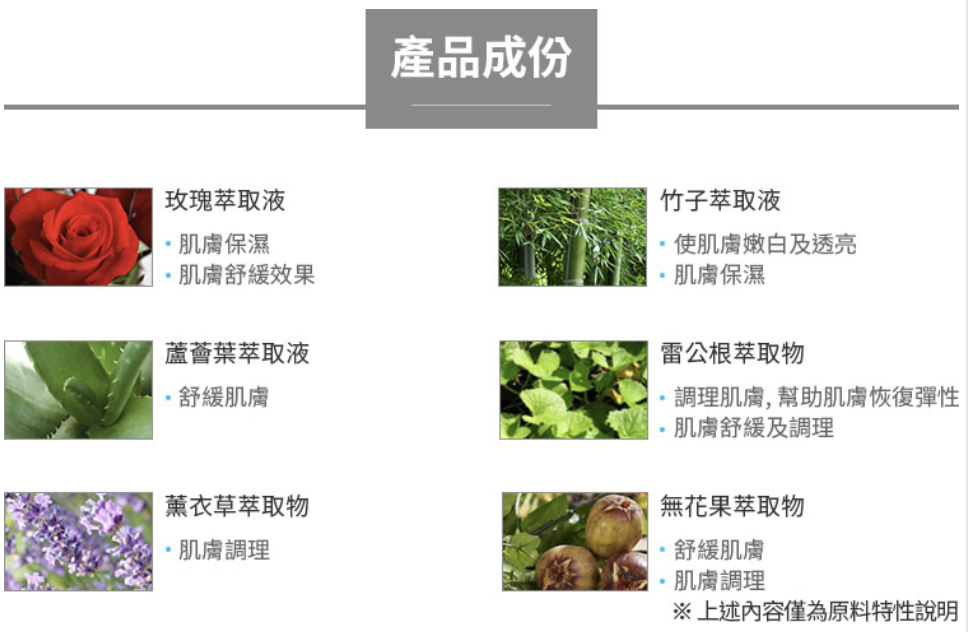 產品成份
玫瑰萃取液
• 肌膚保濕
• 肌膚舒緩效果
竹子萃取液
• 使肌膚嫩白及透亮
• 肌膚保濕
蘆薈葉萃取液
• 舒緩肌膚
雷公根萃取物
• 調理肌膚, 幫助肌膚恢復彈性
• 肌膚舒緩及調理
薰衣草萃取物
• 肌膚調理
無花果萃取物
• 舒緩肌膚
• 肌膚調理
※ 上述內容僅為原料特性說明